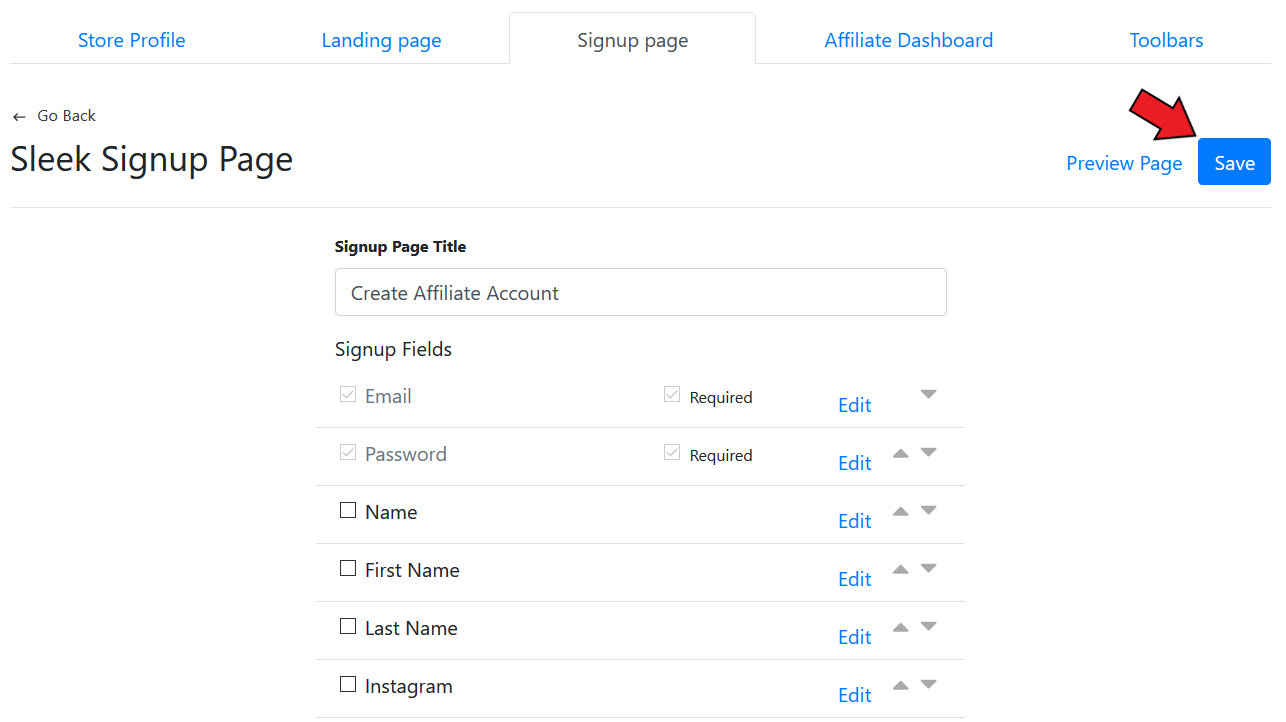 Store Profile Landing page Signup page Affiliate Dashboard Toolbars
← Go Back
Sleek Signup Page
Preview Page Save
Signup Page Title
Create Affiliate Account
Signup Fields
Email Required Edit
Password Required Edit
Name Edit
First Name Edit
Last Name Edit
Instagram Edit